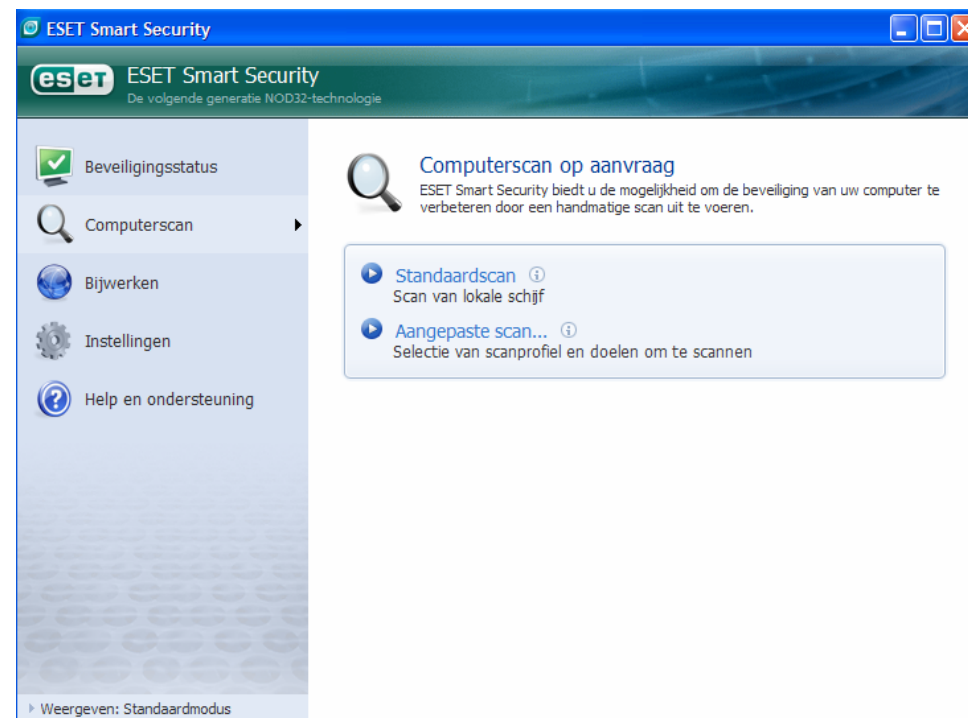 ESET Smart Security
eset
ESET Smart Security
De volgende generatie NOD32-technologie
Beveiligingsstatus
Computerscan
Bijwerken
Instellingen
Help en ondersteuning
Weergeven: Standaardmodus
Computerscan op aanvraag
ESET Smart Security biedt u de mogelijkheid om de beveiliging van uw computer te
verbeteren door een handmatige scan uit te voeren.
Standaardscan
Scan van lokale schijf
Aangepaste scan...
Selectie van scanprofiel en doelen om te scannen